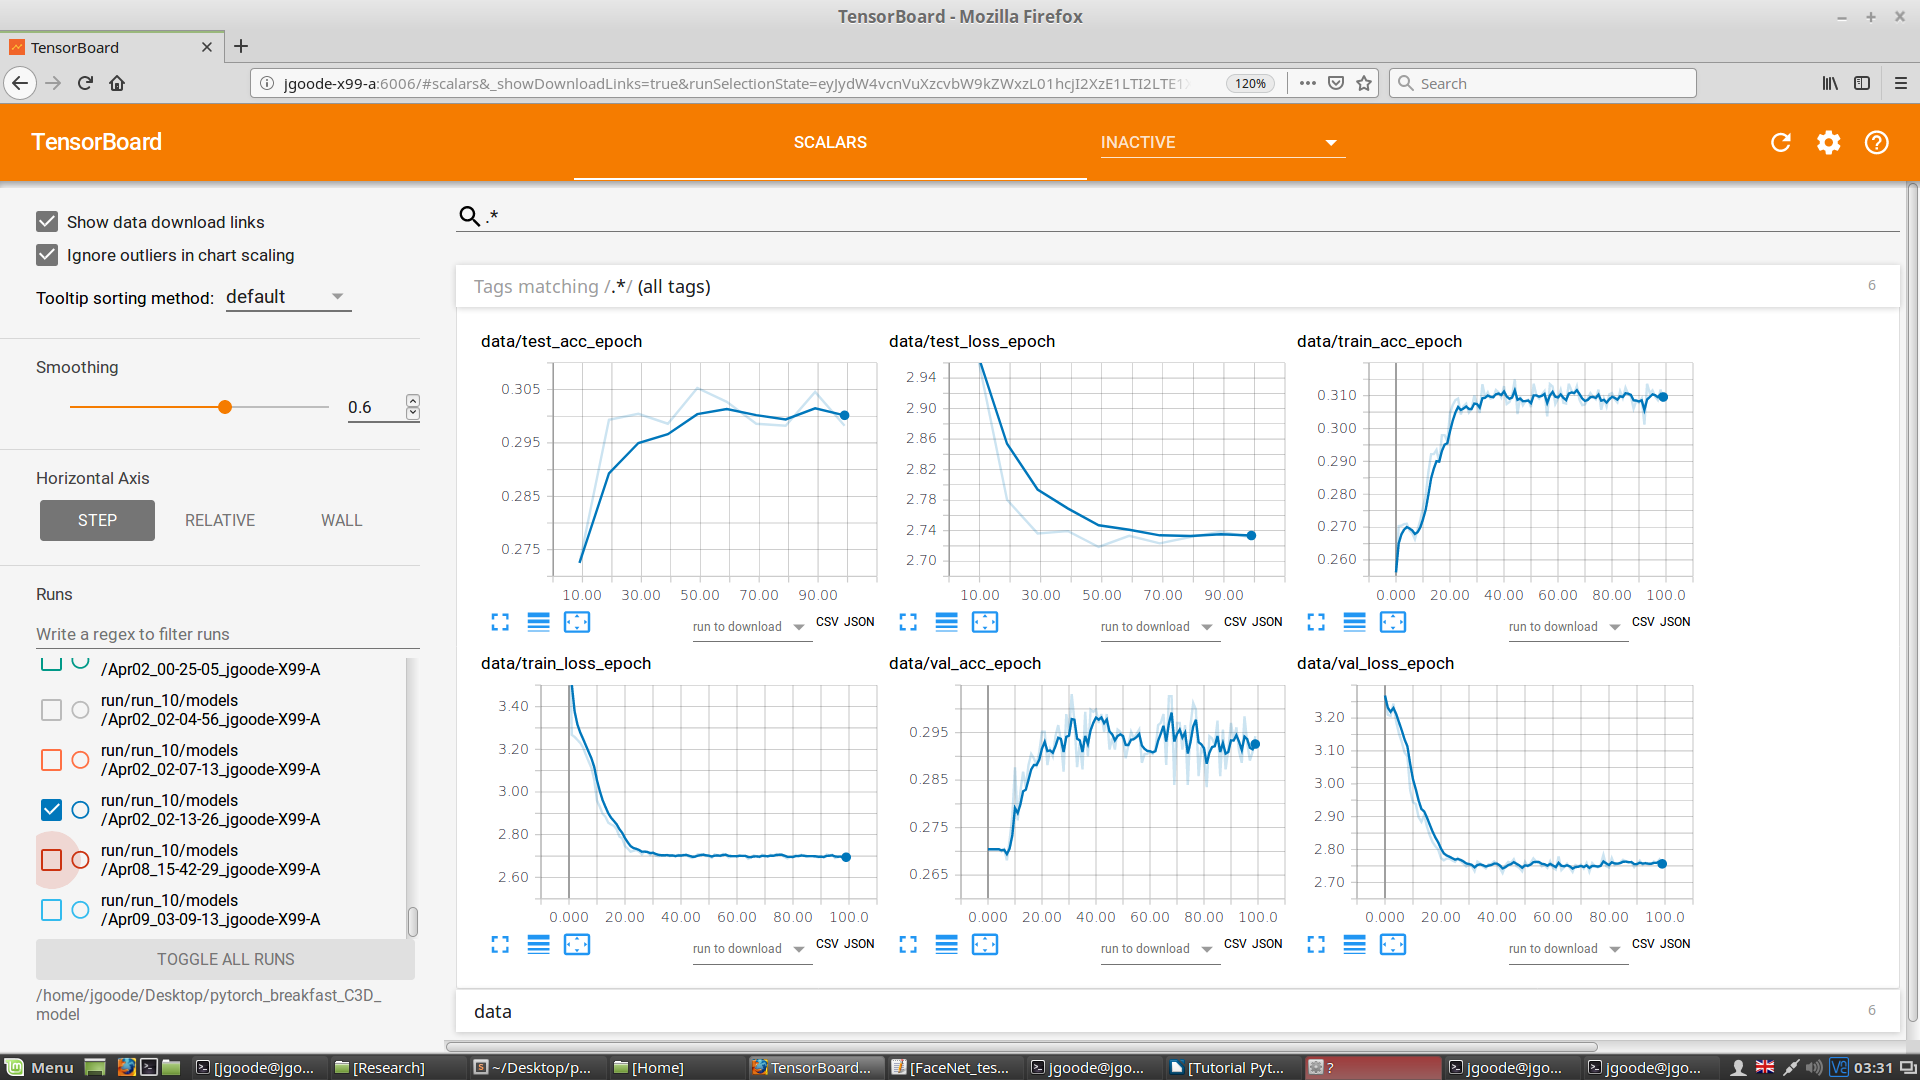 TensorBoard - Mozilla Firefox
TensorBoard
jgoode-x99-a:6006/#scalars&_showDownloadLinks=true&runSelectionState=
120%
Search
TensorBoard
SCALARS
INACTIVE
Show data download links
Ignore outliers in chart scaling
Tooltip sorting method: default
Smoothing
0.6
Horizontal Axis
STEP RELATIVE WALL
Runs
Write a regex to filter runs
/Apr02_00-25-05_jgoode-X99-A
run/run_10/models
/Apr02_02-04-56_jgoode-X99-A
run/run_10/models
/Apr02_02-07-13_jgoode-X99-A
run/run_10/models
/Apr02_02-13-26_jgoode-X99-A
run/run_10/models
/Apr08_15-42-29_jgoode-X99-A
run/run_10/models
/Apr09_03-09-13_jgoode-X99-A
TOGGLE ALL RUNS
/home/jgoode/Desktop/pytorch_breakfast_C3D_
model
.*
Tags matching /.*/ (all tags) 6
data/test_acc_epoch
0.305
0.295
0.285
0.275
10.00 30.00 50.00 70.00 90.00
run to download CSV JSON
data/test_loss_epoch
2.94
2.90
2.86
2.82
2.78
2.74
2.70
10.00 30.00 50.00 70.00 90.00
run to download CSV JSON
data/train_acc_epoch
0.310
0.300
0.290
0.280
0.270
0.260
0.000 20.00 40.00 60.00 80.00 100.0
run to download CSV JSON
data/train_loss_epoch
3.40
3.20
3.00
2.80
2.60
0.000 20.00 40.00 60.00 80.00 100.0
run to download CSV JSON
data/val_acc_epoch
0.295
0.285
0.275
0.265
0.000 20.00 40.00 60.00 80.00 100.0
run to download CSV JSON
data/val_loss_epoch
3.20
3.10
3.00
2.90
2.80
2.70
0.000 20.00 40.00 60.00 80.00 100.0
run to download CSV JSON
data 6
Menu [jgoode@jgo... [Research] ~/Desktop/p... [Home] TensorBoard... [FaceNet_tes... jgoode@jgo... [Tutorial Pyt... ? jgoode@jgo... jgoode@jgo... 03:31